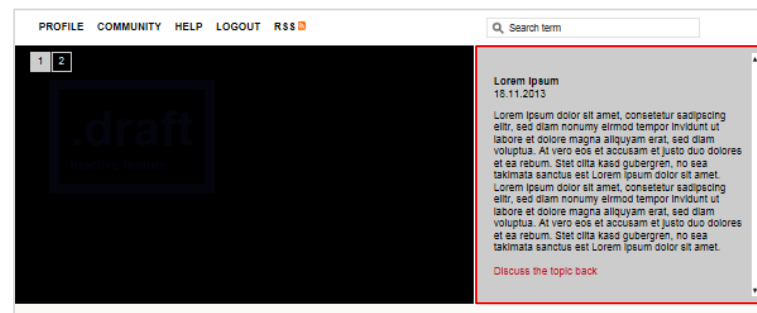 PROFILE COMMUNITY HELP LOGOUT RSS
Search term
1 2
.draft
Lorem Ipsum
18.11.2013
Lorem ipsum dolor sit amet, consetetur sadipscing
elitr, sed diam nonumy eirmod tempor invidunt ut
labore et dolore magna aliquyam erat, sed diam
voluptua. At vero eos et accusam et justo duo dolores
et ea rebum. Stet clita kasd gubergren, no sea
takimata sanctus est Lorem ipsum dolor sit amet.
Lorem ipsum dolor sit amet, consetetur sadipscing
elitr, sed diam nonumy eirmod tempor invidunt ut
labore et dolore magna aliquyam erat, sed diam
voluptua. At vero eos et accusam et justo duo dolores
et ea rebum. Stet clita kasd gubergren, no sea
takimata sanctus est Lorem ipsum dolor sit amet.
Discuss the topic back